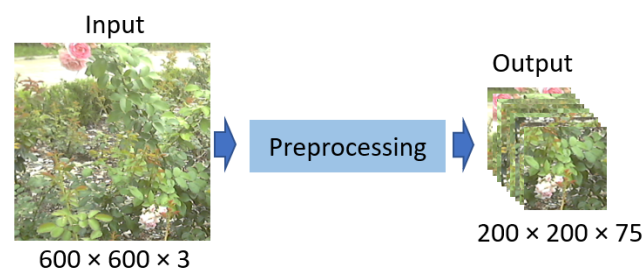 Input
Output
Preprocessing
600 × 600 × 3
200 × 200 × 75